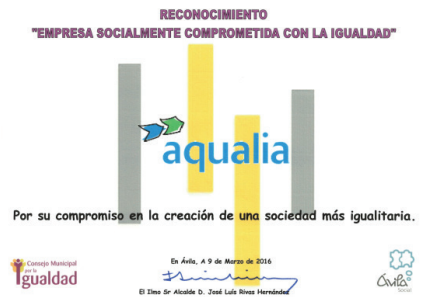 RECONOCIMIENTO
"EMPRESA SOCIALMENTE COMPROMETIDA CON LA IGUALDAD"
aqualia
Por su compromiso en la creación de una sociedad más igualitaria.
En Ávila, A 9 de Marzo de 2016
El Ilmo Sr Alcalde D. José Luis Rivas Hernández
Consejo Municipal
por la
Igualdad
Ávila
Social